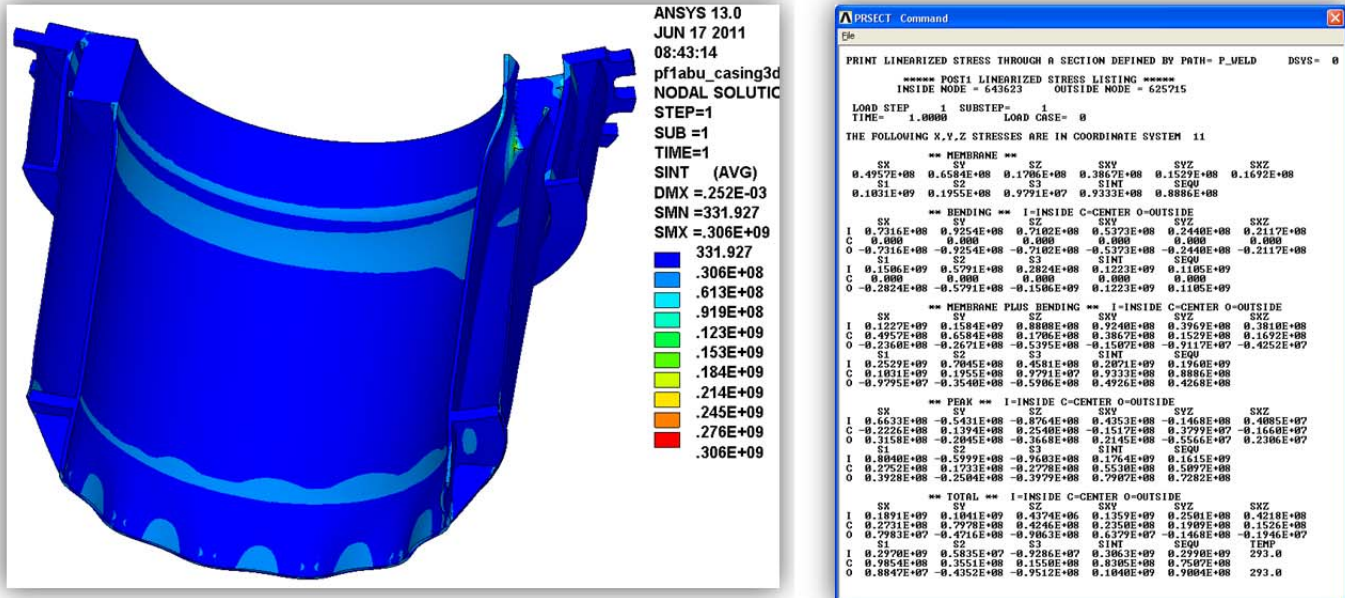 ANSYS 13.0
JUN 17 2011
08:43:14
pf1abu_casing3d
NODAL SOLUTIO
STEP=1
SUB =1
TIME=1
SINT (AVG)
DMX =.252E-03
SMN =331.927
SMX =.306E+09
331.927
.306E+08
.613E+08
.919E+08
.123E+09
.153E+09
.184E+09
.214E+09
.245E+09
.276E+09
.306E+09
PRSECT Command
File
PRINT LINEARIZED STRESS THROUGH A SECTION DEFINED BY PATH= P_WELD DSYS= 0
***** POST1 LINEARIZED STRESS LISTING *****
INSIDE NODE = 643623 OUTSIDE NODE = 625715
LOAD STEP 1 SUBSTEP= 1
TIME= 1.0000 LOAD CASE= 0
THE FOLLOWING X,Y,Z STRESSES ARE IN COORDINATE SYSTEM 11
** MEMBRANE **
SX SY SZ SXY SYZ SXZ
0.4957E+08 0.6584E+08 0.1706E+08 0.3867E+08 0.1529E+08 0.1692E+08
S1 S2 S3 SINT SEQV
0.1031E+09 0.1955E+08 0.9791E+07 0.9333E+08 0.8886E+08
** BENDING ** I=INSIDE C=CENTER O=OUTSIDE
SX SY SZ SXY SYZ SXZ
I 0.7316E+08 0.9254E+08 0.7102E+08 0.5373E+08 0.2440E+08 0.2117E+08
C 0.000 0.000 0.000 0.000 0.000 0.000
O -0.7316E+08 -0.9254E+08 -0.7102E+08 -0.5373E+08 -0.2440E+08 -0.2117E+08
S1 S2 S3 SINT SEQV
I 0.1506E+09 0.5791E+08 0.2824E+08 0.1223E+09 0.1105E+09
C 0.000 0.000 0.000 0.000 0.000
O -0.2824E+08 -0.5791E+08 -0.1506E+09 0.1223E+09 0.1105E+09
** MEMBRANE PLUS BENDING ** I=INSIDE C=CENTER O=OUTSIDE
SX SY SZ SXY SYZ SXZ
I 0.1227E+09 0.1584E+09 0.8808E+08 0.9240E+08 0.3969E+08 0.3810E+08
C 0.4957E+08 0.6584E+08 0.1706E+08 0.3867E+08 0.1529E+08 0.1692E+08
O -0.2360E+08 -0.2671E+08 -0.5395E+08 -0.1507E+08 -0.9117E+07 -0.4252E+07
S1 S2 S3 SINT SEQV
I 0.2529E+09 0.7045E+08 0.4581E+08 0.2071E+09 0.1960E+09
C 0.1031E+09 0.1955E+08 0.9791E+07 0.9333E+08 0.8886E+08
O -0.9795E+07 -0.3540E+08 -0.5906E+08 0.4926E+08 0.4268E+08
** PEAK ** I=INSIDE C=CENTER O=OUTSIDE
SX SY SZ SXY SYZ SXZ
I 0.6633E+08 -0.5431E+08 -0.8764E+08 0.4353E+08 -0.1468E+08 0.4085E+07
C -0.2226E+08 0.1394E+08 0.2540E+08 -0.1517E+08 0.3799E+07 -0.1660E+07
O 0.3158E+08 -0.2045E+08 -0.3668E+08 0.2145E+08 -0.5566E+07 0.2306E+07
S1 S2 S3 SINT SEQV
I 0.8040E+08 -0.5999E+08 -0.9603E+08 0.1764E+09 0.1615E+09
C 0.2752E+08 0.1733E+08 -0.2778E+08 0.5530E+08 0.5097E+08
O 0.3928E+08 -0.2504E+08 -0.3979E+08 0.7907E+08 0.7282E+08
** TOTAL ** I=INSIDE C=CENTER O=OUTSIDE
SX SY SZ SXY SYZ SXZ
I 0.1891E+09 0.1041E+09 0.4374E+06 0.1359E+09 0.2501E+08 0.4218E+08
C 0.2731E+08 0.7978E+08 0.4246E+08 0.2350E+08 0.1909E+08 0.1526E+08
O 0.7983E+07 -0.4716E+08 -0.9063E+08 0.6379E+07 -0.1468E+08 -0.1946E+07
S1 S2 S3 SINT SEQV TEMP
I 0.2970E+09 0.5835E+07 -0.9286E+07 0.3063E+09 0.2990E+09 293.0
C 0.9854E+08 0.3551E+08 0.1550E+08 0.8305E+08 0.7507E+08
O 0.8847E+07 -0.4352E+08 -0.9512E+08 0.1040E+09 0.9004E+08 293.0